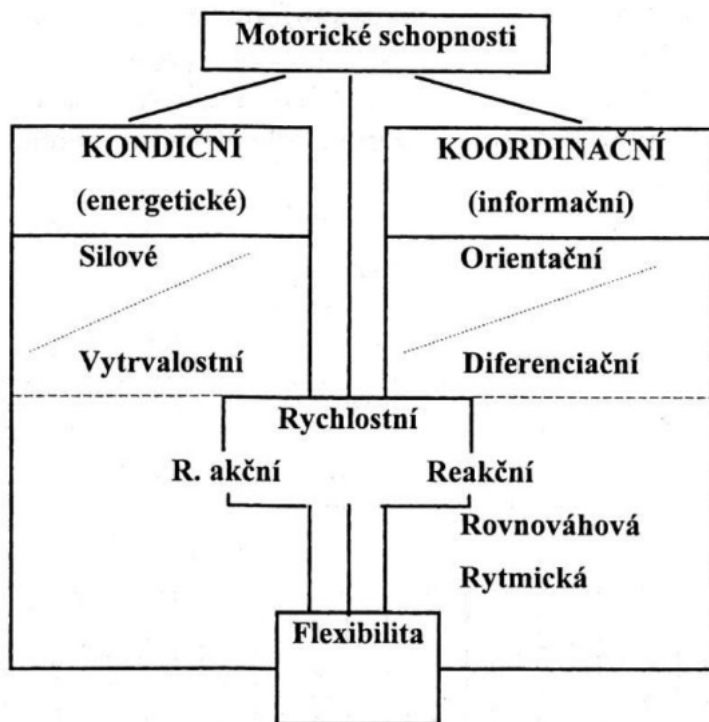 Motorické schopnosti
KONDIČNÍ
(energetické)
KOORDINAČNÍ
(informační)
Silové
Orientační
Vytrvalostní
Diferenciační
Rychlostní
R. akční
Reakční
Rovnováhová
Rytmická
Flexibilita